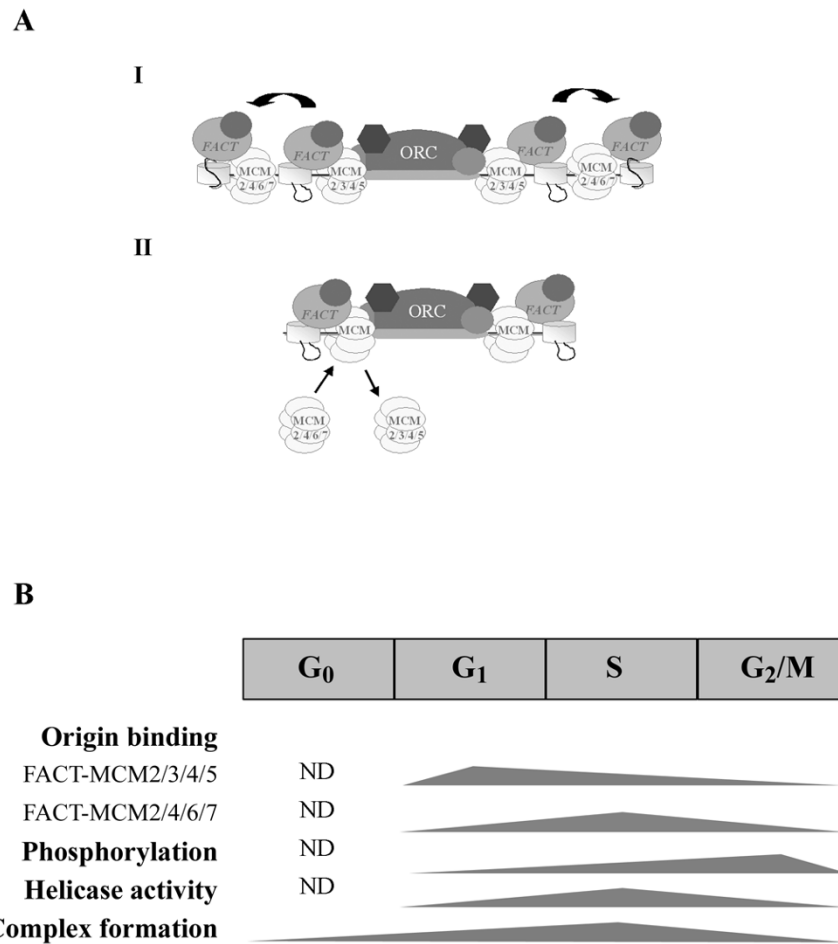 A
I
FACT FACT ORC FACT FACT
MCM MCM MCM MCM
2/4/6/7 2/3/4/5 2/3/4/5 2/4/6/7
II
FACT ORC FACT
MCM MCM
MCM MCM
2/4/6/7 2/3/4/5
B
G0 G1 S G2/M
Origin binding
FACT-MCM2/3/4/5 ND
FACT-MCM2/4/6/7 ND
Phosphorylation ND
Helicase activity ND
Complex formation